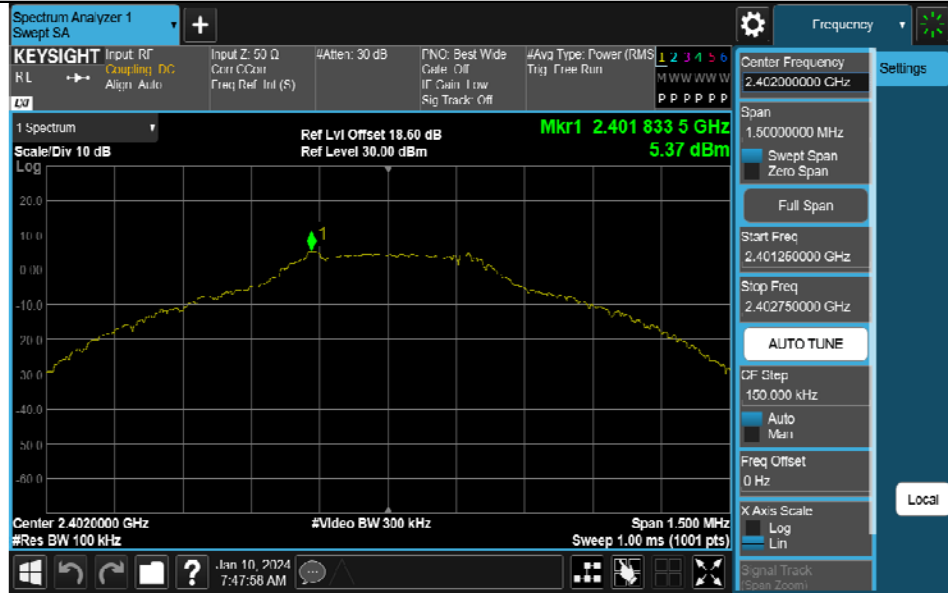 Spectrum Analyzer 1
Swept SA
Frequency
KEYSIGHT
Input: RF
Coupling: DC
Align: Auto
Input Z: 50 Ω
Corr CCorr
Freq Ref: Int (S)
#Atten: 30 dB
PNO: Best Wide
Gate: Off
IF Gain: Low
Sig Track: Off
#Avg Type: Power (RMS
Trig: Free Run
1 2 3 4 5 6
M W W W W W
P P P P P P
RL
LXI
Center Frequency
2.402000000 GHz
Settings
1 Spectrum
Scale/Div 10 dB
Ref Lvl Offset 18.60 dB
Ref Level 30.00 dBm
Mkr1 2.401 833 5 GHz
5.37 dBm
Span
1.50000000 MHz
Swept Span
Zero Span
Full Span
Start Freq
2.401250000 GHz
Stop Freq
2.402750000 GHz
AUTO TUNE
CF Step
150.000 kHz
Auto
Man
Freq Offset
0 Hz
X Axis Scale
Log
Lin
Signal Track
(Span Zoom)
Local
Log
20.0
10.0
0.00
-10.0
-20.0
-30.0
-40.0
-50.0
-60.0
1
Center 2.4020000 GHz
#Res BW 100 kHz
#Video BW 300 kHz
Span 1.500 MHz
Sweep 1.00 ms (1001 pts)
?
Jan 10, 2024
7:47:58 AM